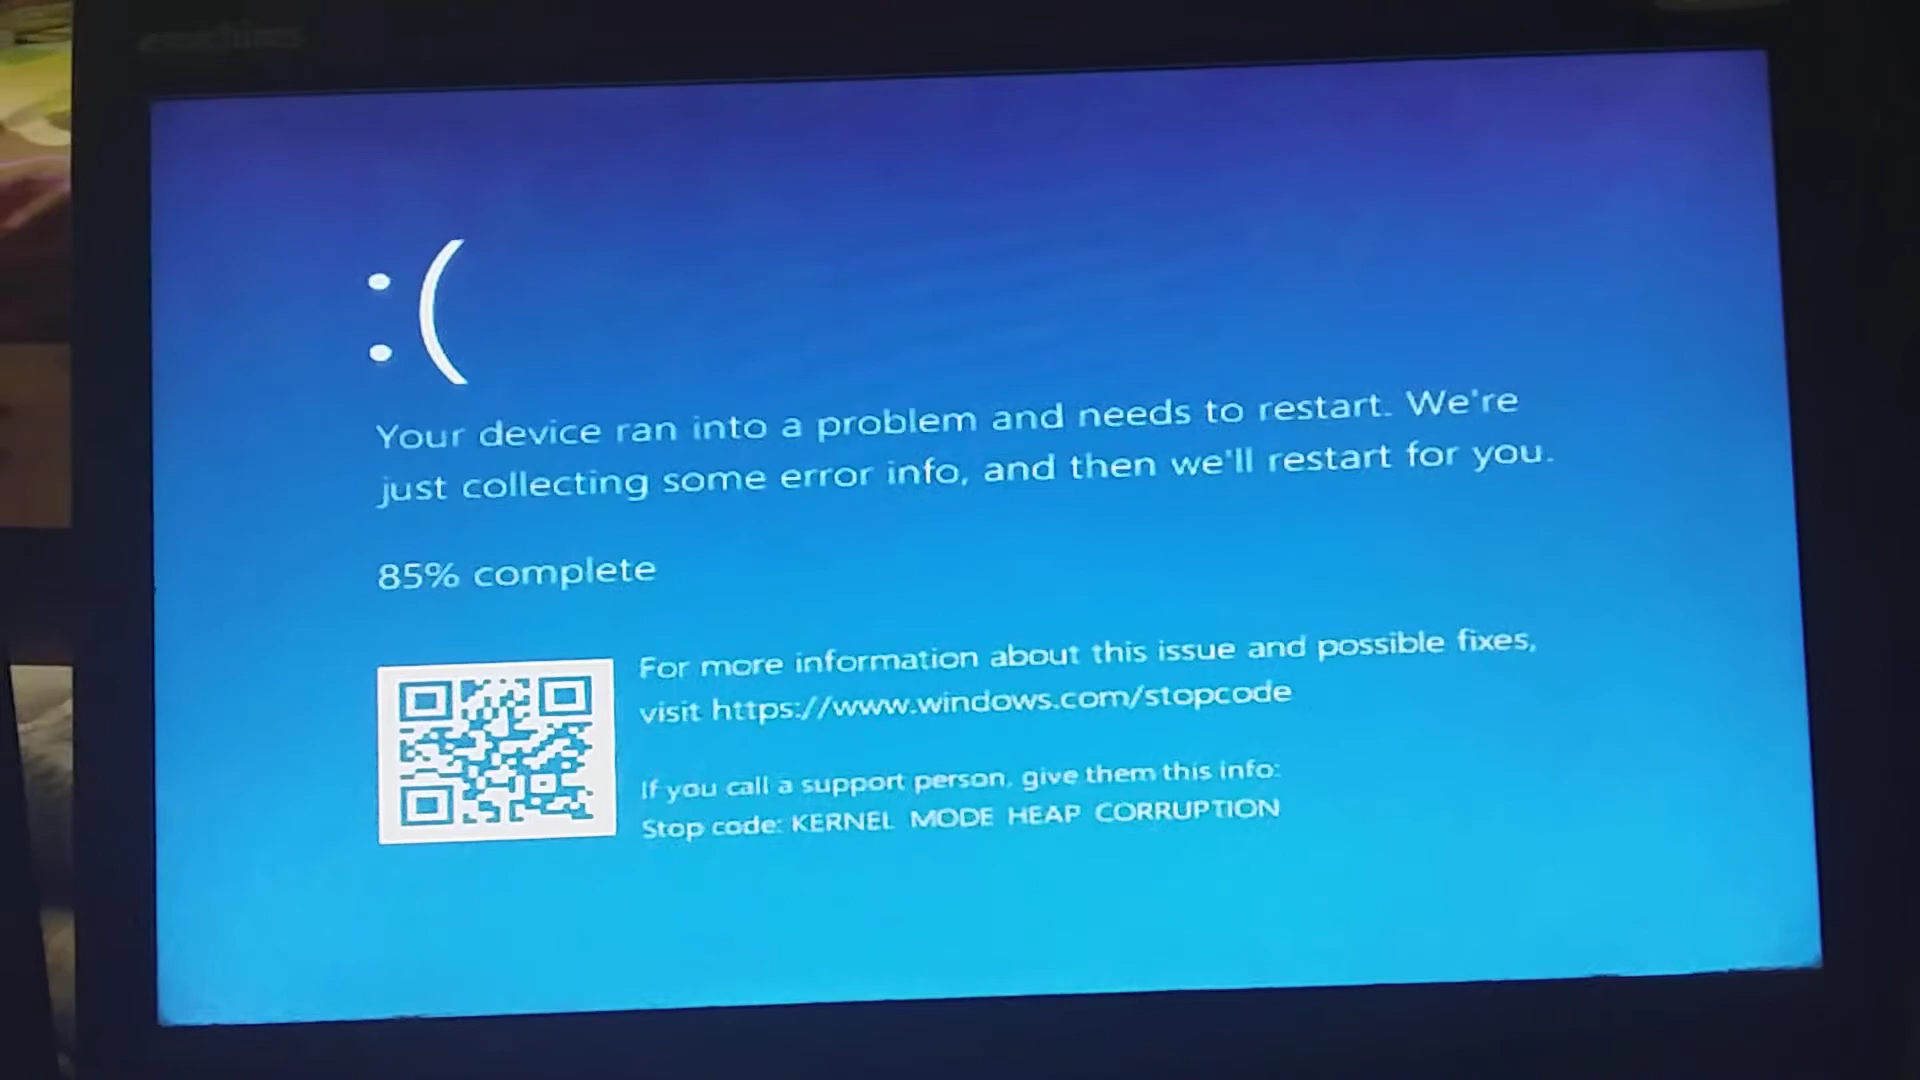 :(
Your device ran into a problem and needs to restart. We're
just collecting some error info, and then we'll restart for you.
85% complete
For more information about this issue and possible fixes,
visit https://www.windows.com/stopcode
If you call a support person, give them this info:
Stop code: KERNEL MODE HEAP CORRUPTION